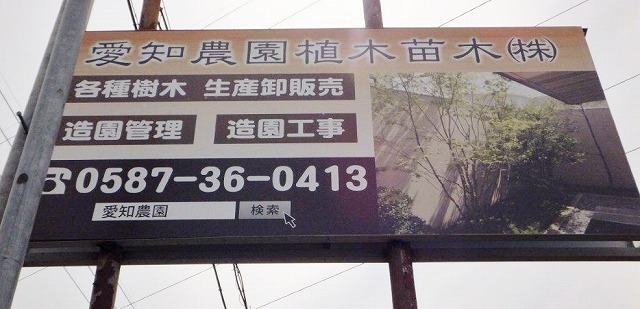 愛知農園植木苗木㈱
各種樹木 生産卸販売
造園管理 造園工事
☎0587-36-0413
愛知農園 検索